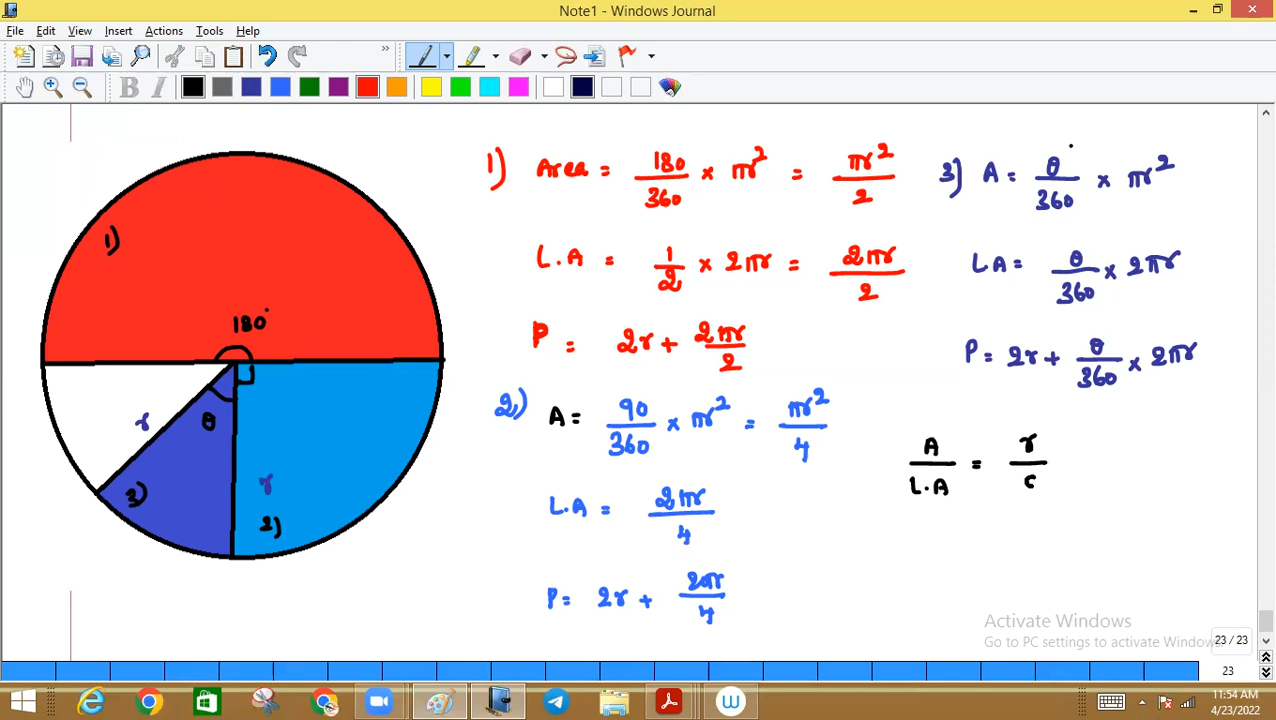 Note1 - Windows Journal
File Edit View Insert Actions Tools Help
1) Area = 180/360 × πr² = πr²/2
L.A = 1/2 × 2πr = 2πr/2
P = 2r + 2πr/2
2) A = 90/360 × πr² = πr²/4
L.A = 2πr/4
P = 2r + 2πr/4
3) A = θ°/360 × πr²
LA = θ/360 × 2πr
P = 2r + θ/360 × 2πr
A/L.A = r/c
1)
180°
r
θ
r
3)
2)
Activate Windows
Go to PC settings to activate Windows.
23 / 23
23
11:54 AM
4/23/2022